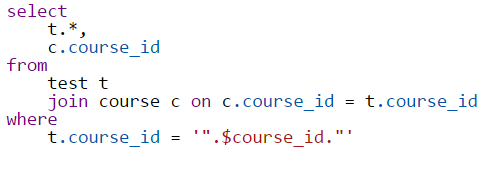 select
    t.*,
    c.course_id
from
    test t
    join course c on c.course_id = t.course_id
where
    t.course_id = '".$course_id."'